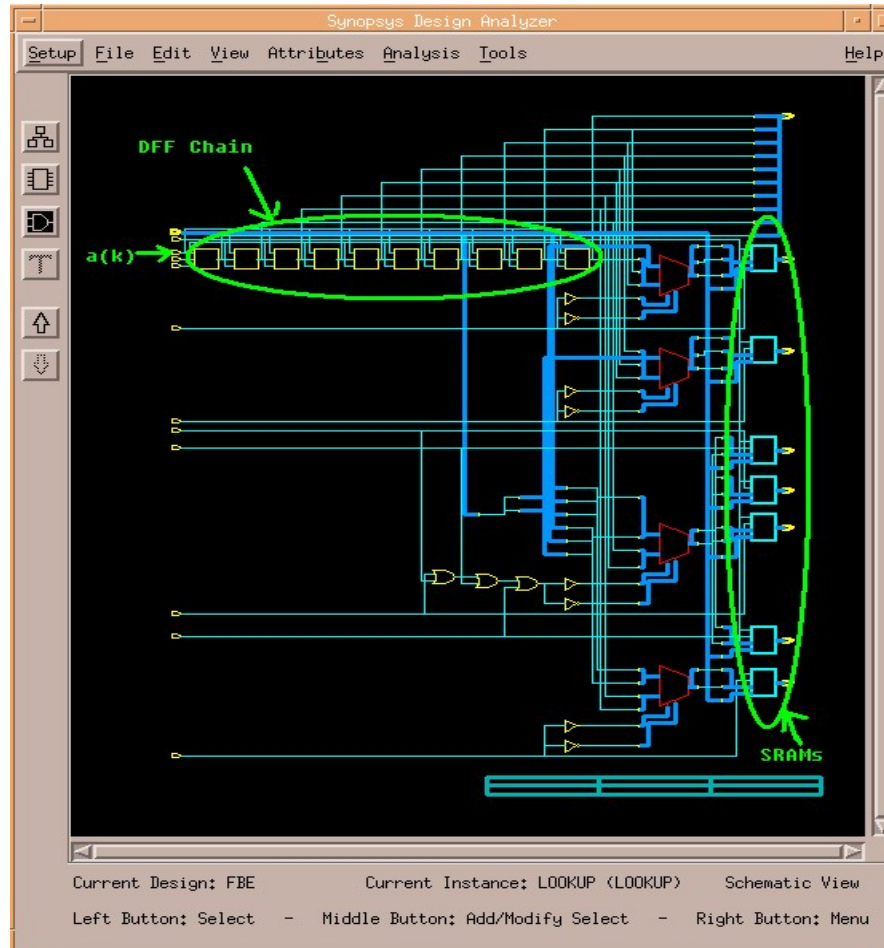 Synopsys Design Analyzer
Setup File Edit View Attributes Analysis Tools Help
DFF Chain
a(k)
SRAMs
Current Design: FBE Current Instance: LOOKUP (LOOKUP) Schematic View
Left Button: Select - Middle Button: Add/Modify Select - Right Button: Menu